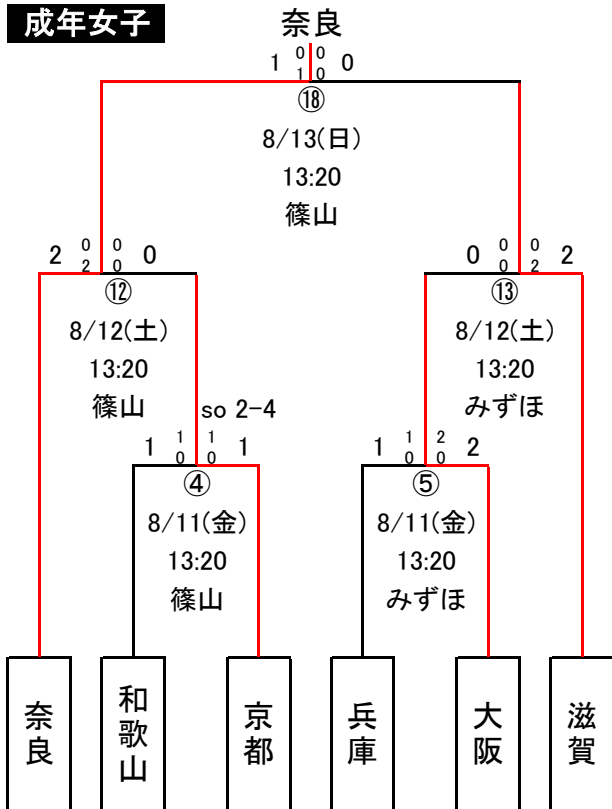 成年女子
奈良
1 0 0 0
1 0
⑱
8/13(日)
13:20
篠山
2 0 0 0
2 0
⑫
8/12(土)
13:20
篠山
0 0 0 2
0 2
⑬
8/12(土)
13:20
みずほ
so 2-4
1 1 1 1
0 0
④
8/11(金)
13:20
篠山
1 1 2 2
0 0
⑤
8/11(金)
13:20
みずほ
奈良
和歌山
京都
兵庫
大阪
滋賀